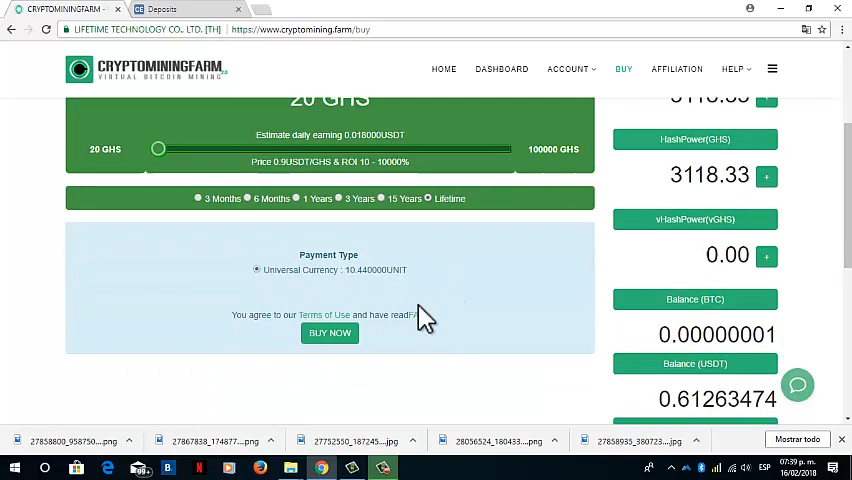 CRYPTOMININGFARM -
Deposits
LIFETIME TECHNOLOGY CO., LTD. [TH]
https://www.cryptomining.farm/buy
CRYPTOMININGFARM
VIRTUAL BITCOIN MINING
HOME DASHBOARD ACCOUNT BUY AFFILIATION HELP
20 GHS
3118.33 +
Estimate daily earning 0.018000USDT
20 GHS
100000 GHS
Price 0.9USDT/GHS & ROI 10 - 10000%
HashPower(GHS)
3118.33 +
3 Months 6 Months 1 Years 3 Years 15 Years Lifetime
vHashPower(vGHS)
0.00 +
Payment Type
Universal Currency : 10.440000UNIT
You agree to our Terms of Use and have read
BUY NOW
Balance (BTC)
0.00000001
Balance (USDT)
0.61263474
27858800_958750....png
27867838_174877....png
27752550_187245....jpg
28056524_180433....png
27858935_380723....jpg
Mostrar todo
99+
B.
N
ESP
07:39 p. m.
16/02/2018